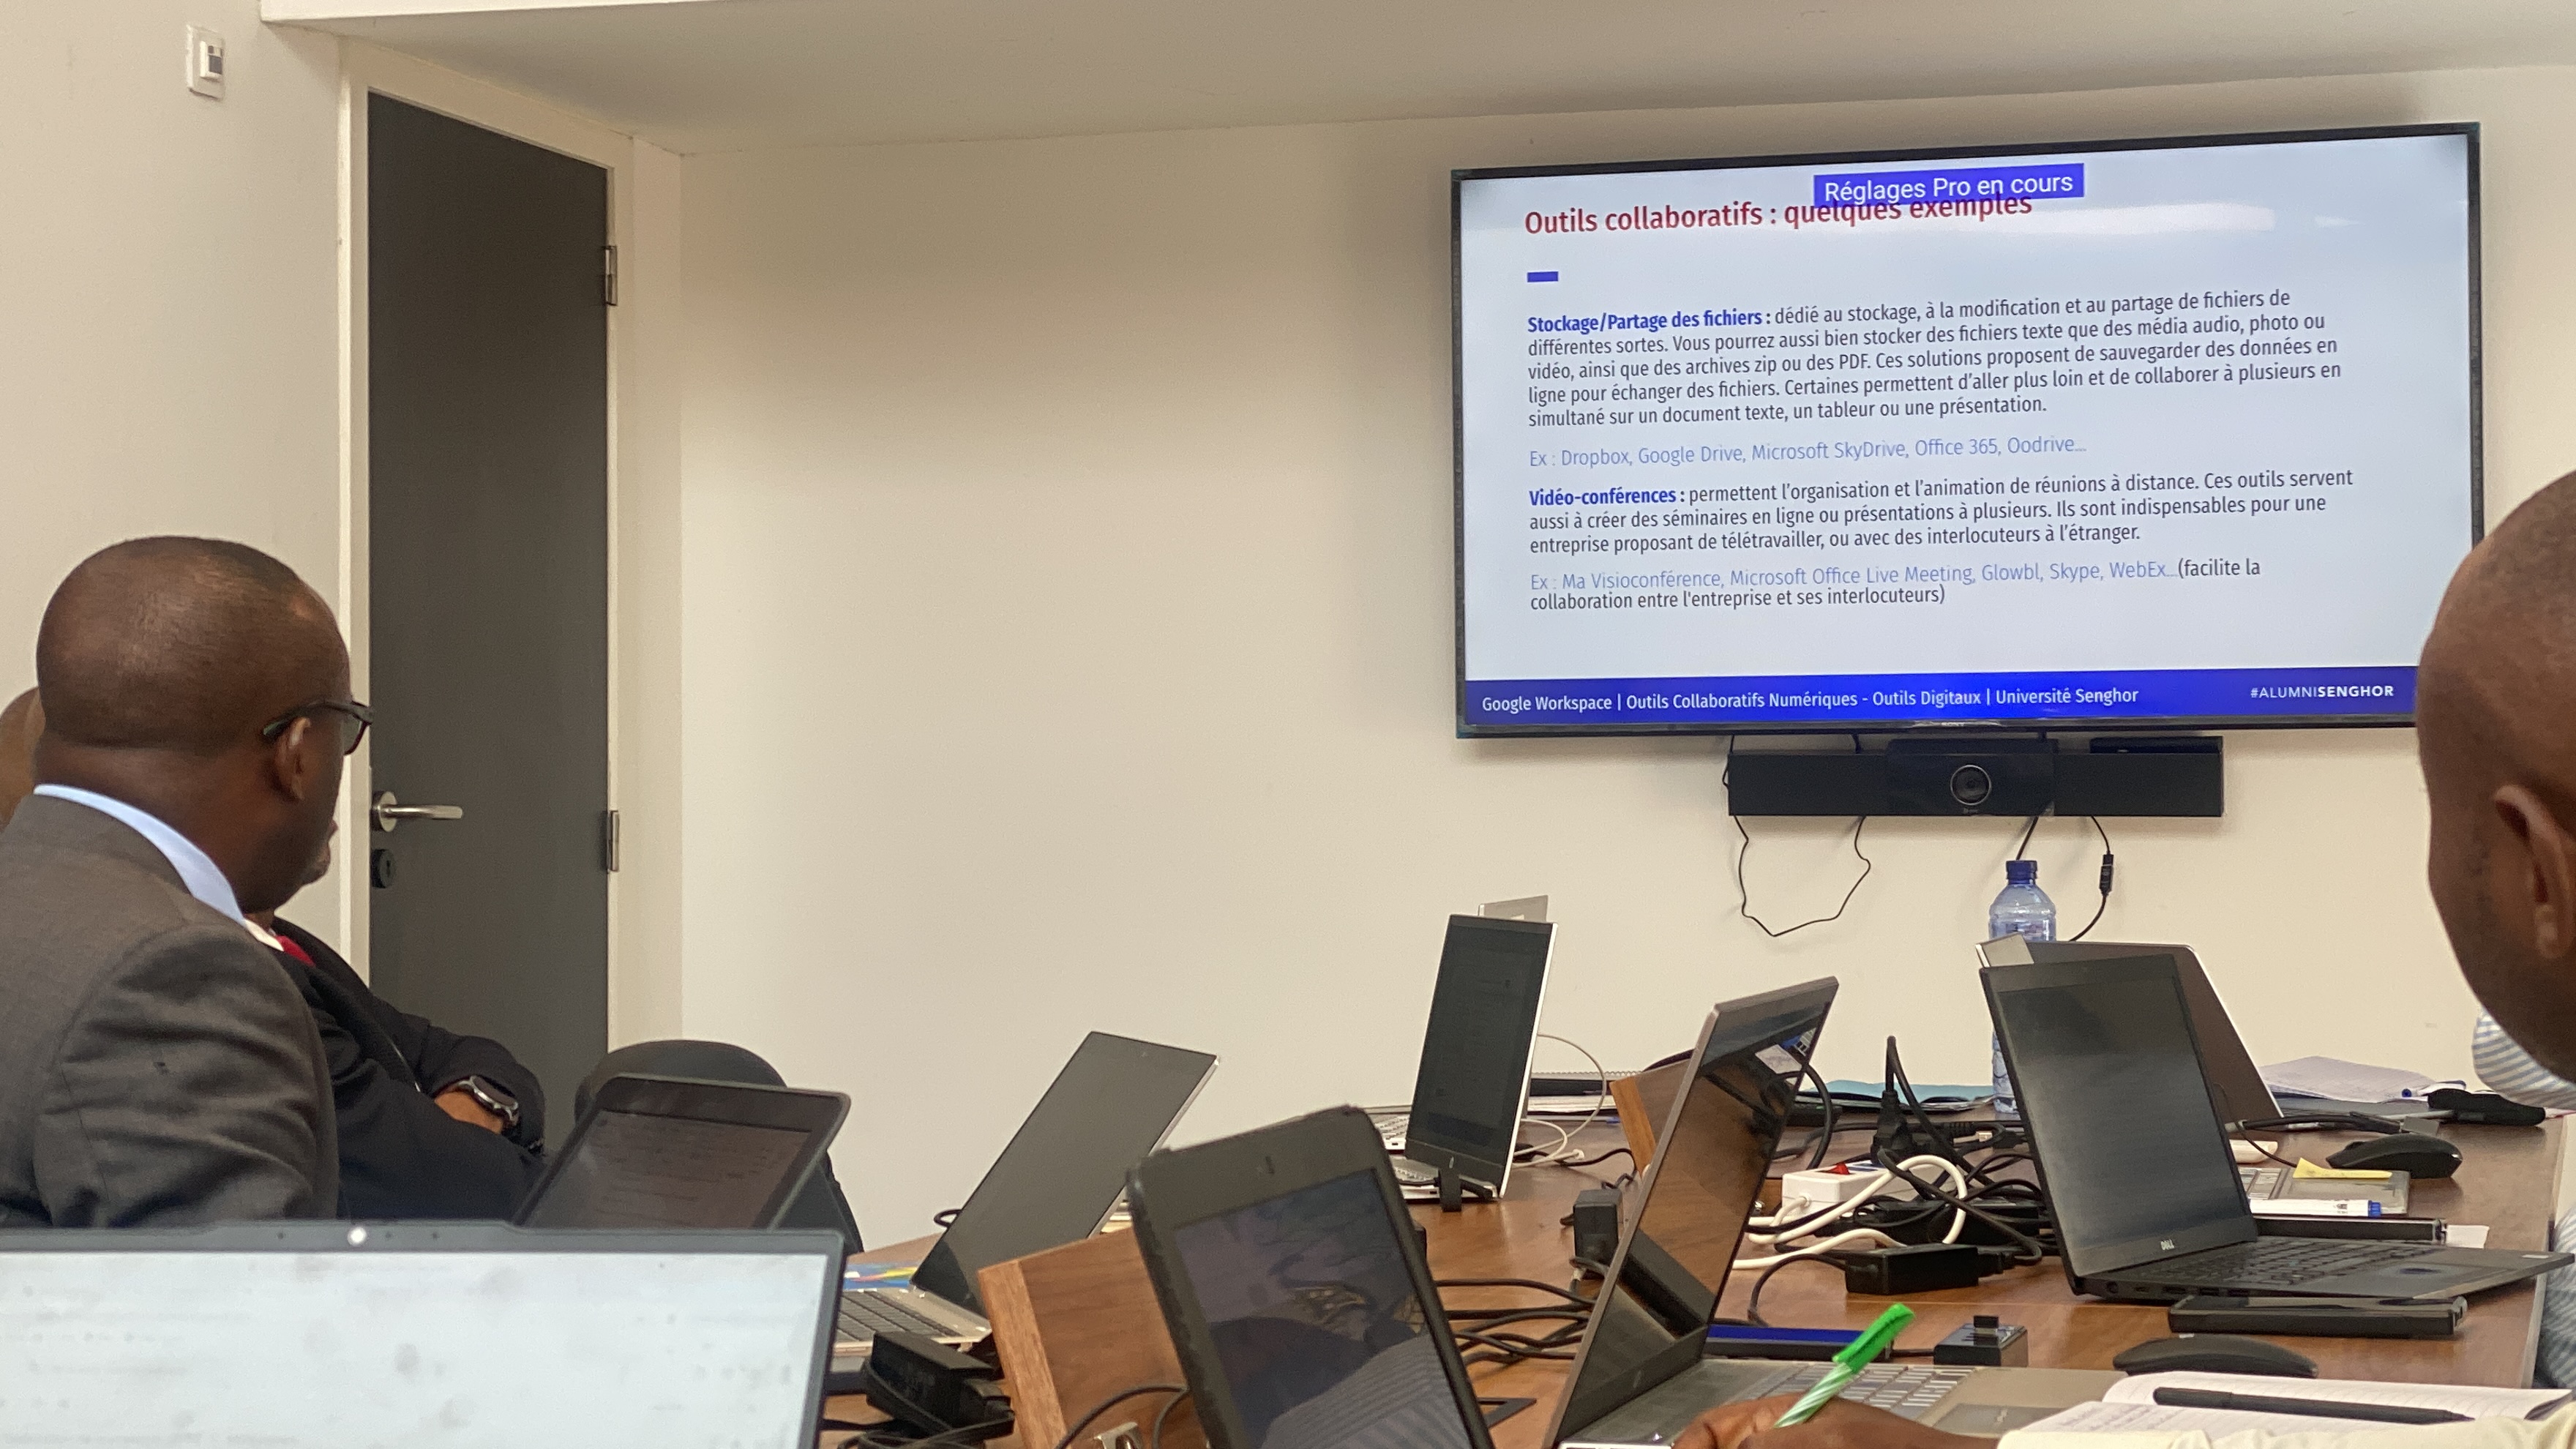 Réglages Pro en cours
Outils collaboratifs : quelques exemples
Stockage/Partage des fichiers : dédié au stockage, à la modification et au partage de fichiers de
différentes sortes. Vous pourrez aussi bien stocker des fichiers texte que des média audio, photo ou
vidéo, ainsi que des archives zip ou des PDF. Ces solutions proposent de sauvegarder des données en
ligne pour échanger des fichiers. Certaines permettent d'aller plus loin et de collaborer à plusieurs en
simultané sur un document texte, un tableur ou une présentation.
Ex : Dropbox, Google Drive, Microsoft SkyDrive, Office 365, Oodrive...
Vidéo-conférences : permettent l'organisation et l'animation de réunions à distance. Ces outils servent
aussi à créer des séminaires en ligne ou présentations à plusieurs. Ils sont indispensables pour une
entreprise proposant de télétravailler, ou avec des interlocuteurs à l'étranger.
Ex : Ma Visioconférence, Microsoft Office Live Meeting, Glowbl, Skype, WebEx...(facilite la
collaboration entre l'entreprise et ses interlocuteurs)
Google Workspace | Outils Collaboratifs Numériques - Outils Digitaux | Université Senghor
#ALUMNISENGHOR
SONY
DELL